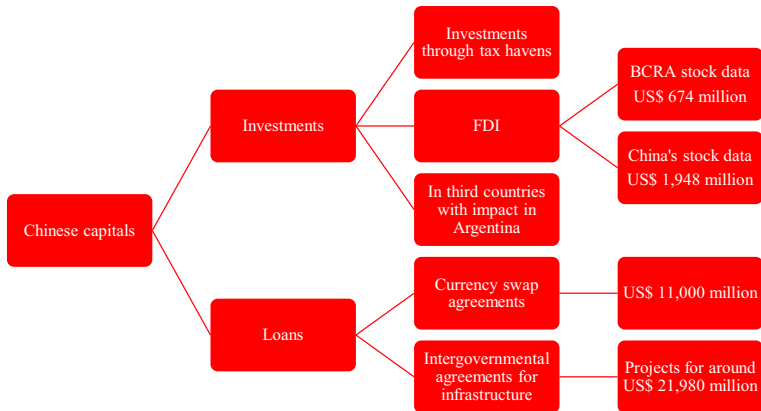 Chinese capitals
Investments
Investments
through tax havens
FDI
BCRA stock data
US$ 674 million
China's stock data
US$ 1,948 million
In third countries
with impact in
Argentina
Loans
Currency swap
agreements
US$ 11,000 million
Intergovernmental
agreements for
infrastructure
Projects for around
US$ 21,980 million